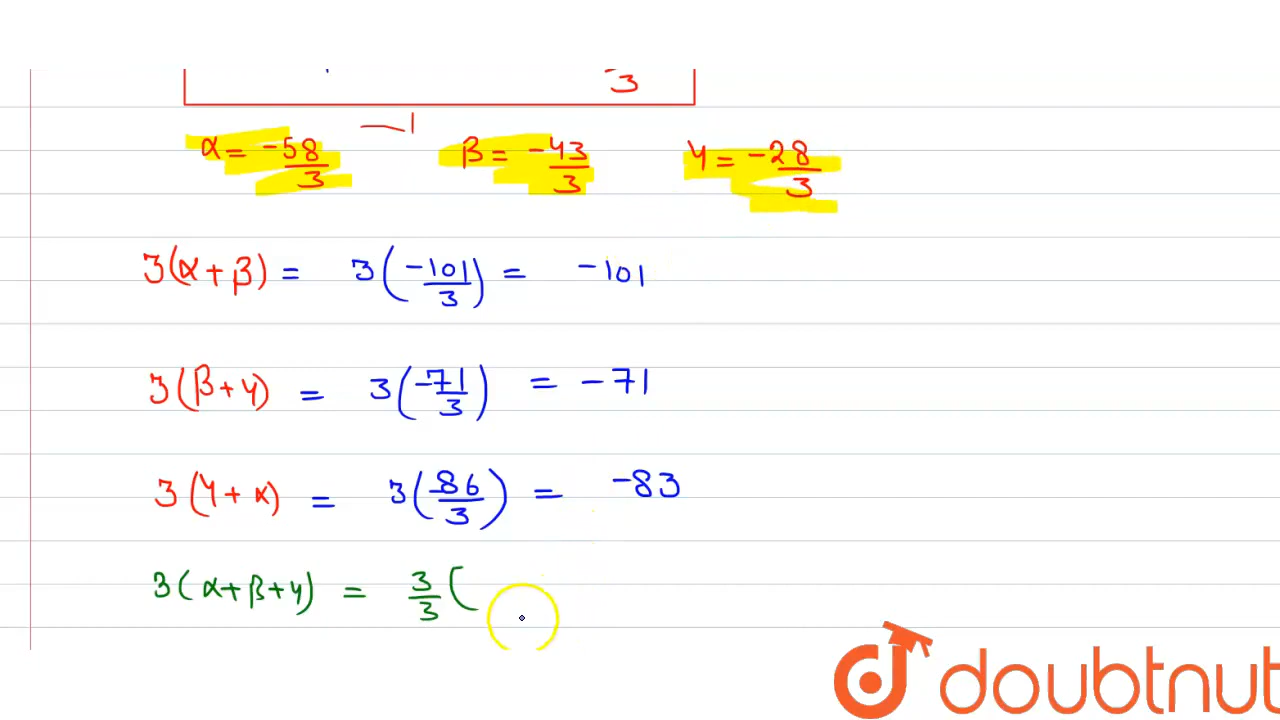 3
α = -58/3 —1 β = -43/3 γ = -28/3
3(α+β) = 3(-101/3) = -101
3(β+γ) = 3(-71/3) = -71
3(γ+α) = 3(86/3) = -83
3(α+β+γ) = 3/3 (
doubtnut